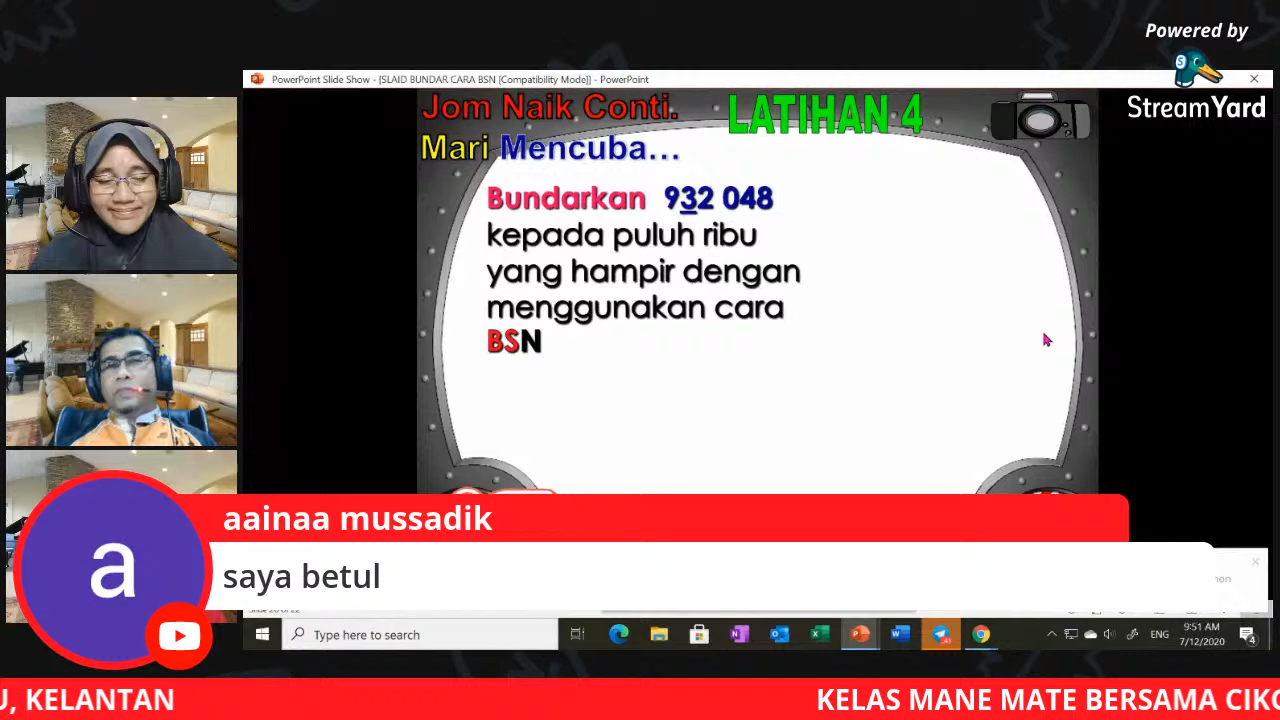 Powered by
StreamYard
PowerPoint Slide Show - [SLAID BUNDAR CARA BSN [Compatibility Mode]] - PowerPoint
Jom Naik Conti.
LATIHAN 4
Mari Mencuba...
Bundarkan 932 048
kepada puluh ribu
yang hampir dengan
menggunakan cara
BSN
aainaa mussadik
a
saya betul
Type here to search
ENG
9:51 AM
7/12/2020
4
U, KELANTAN
KELAS MANE MATE BERSAMA CIKG